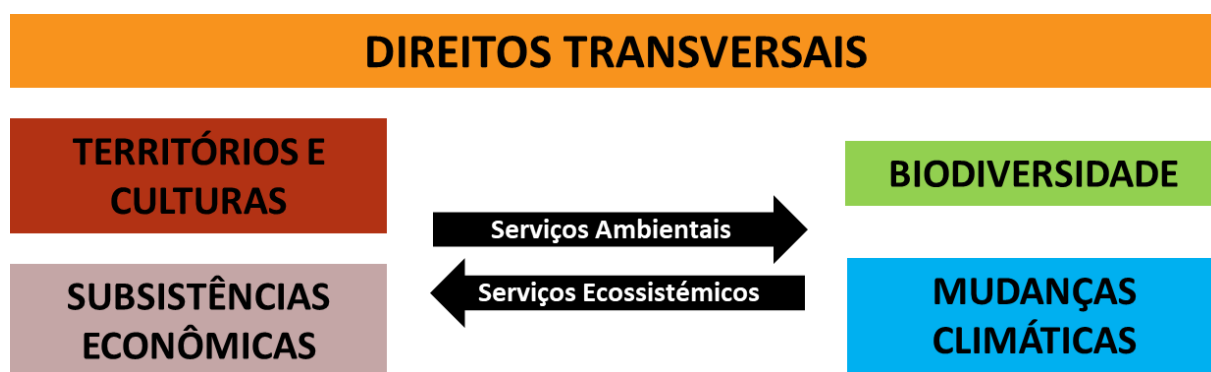 DIREITOS TRANSVERSAIS
TERRITÓRIOS E
CULTURAS
BIODIVERSIDADE
Serviços Ambientais
Serviços Ecossistémicos
SUBSISTÊNCIAS
ECONÔMICAS
MUDANÇAS
CLIMÁTICAS